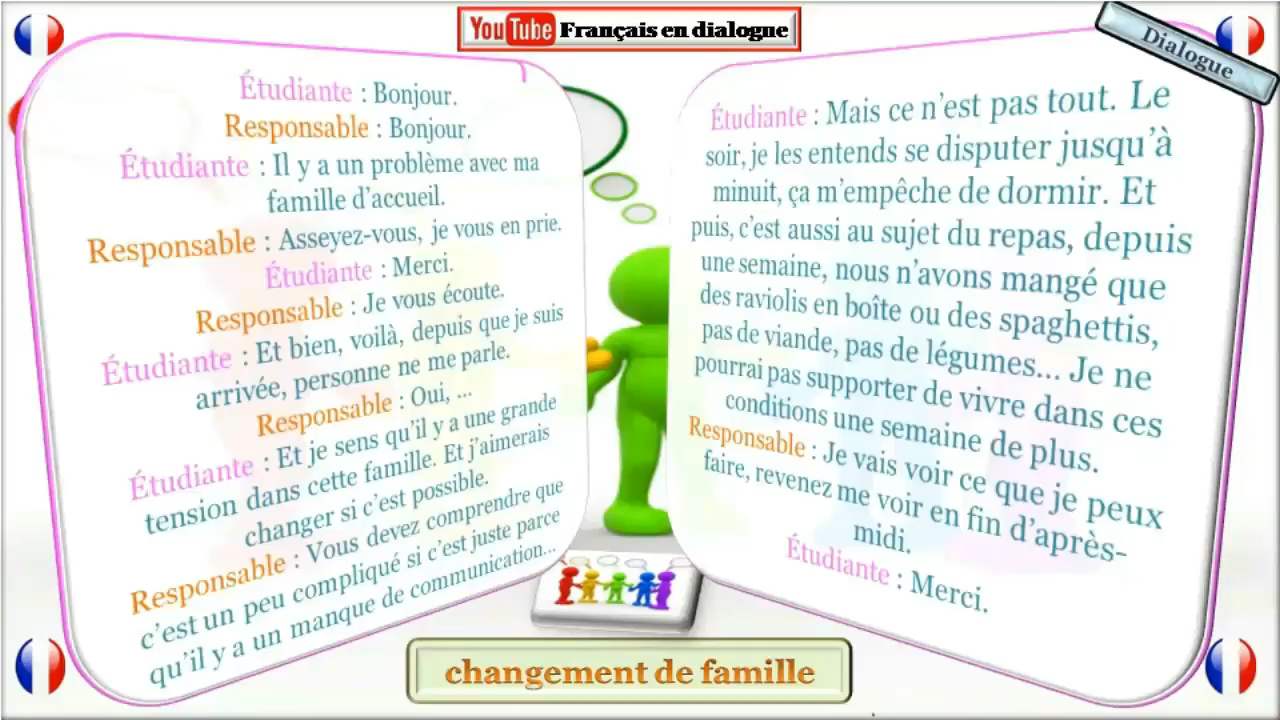 YouTube Français en dialogue
Dialogue
Étudiante : Bonjour.
Responsable : Bonjour.
Étudiante : Il y a un problème avec ma
famille d'accueil.
Responsable : Asseyez-vous, je vous en prie.
Étudiante : Merci.
Responsable : Je vous écoute.
Étudiante : Et bien, voilà, depuis que je suis
arrivée, personne ne me parle.
Responsable : Oui, ...
Étudiante : Et je sens qu'il y a une grande
tension dans cette famille. Et j'aimerais
changer si c'est possible.
Responsable : Vous devez comprendre que
c'est un peu compliqué si c'est juste parce
qu'il y a un manque de communication...
Étudiante : Mais ce n'est pas tout. Le
soir, je les entends se disputer jusqu'à
minuit, ça m'empêche de dormir. Et
puis, c'est aussi au sujet du repas, depuis
une semaine, nous n'avons mangé que
des raviolis en boîte ou des spaghettis,
pas de viande, pas de légumes... Je ne
pourrai pas supporter de vivre dans ces
conditions une semaine de plus.
Responsable : Je vais voir ce que je peux
faire, revenez me voir en fin d'après-
midi.
Étudiante : Merci.
changement de famille